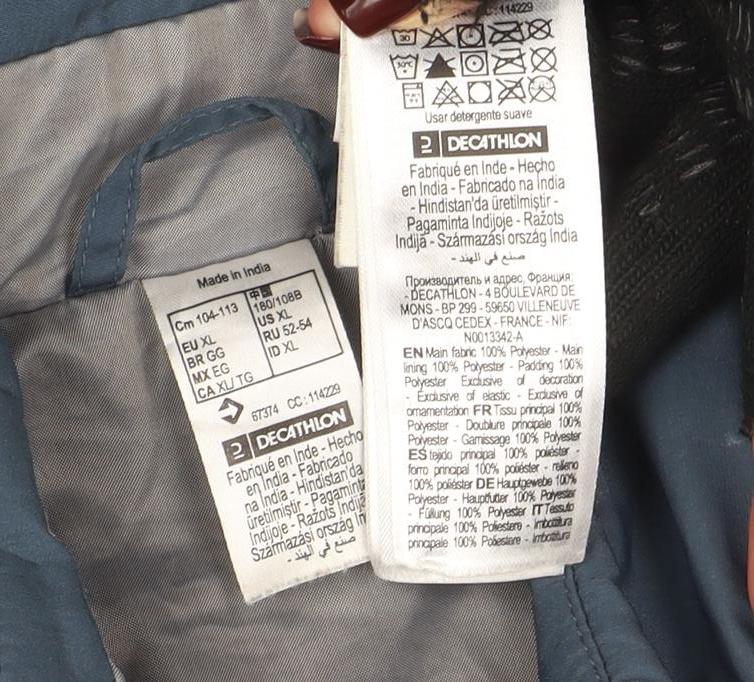 Made in India
Cm 104-113
EU XL
BR GG
MX EG
CA XL/ TG
中国
180/108B
US XL
RU 52-54
ID XL
67374 CC:114229
DECATHLON
Fabriqué en Inde - Hecho
en India - Fabricado
na India - Hindistan'da
üretilmiştir - Pagaminta
Indijoje - Ražots Indijā
Származási ország In
صنع في الهند -
CC:114229
30
30°C
Usar detergente suave
DECATHLON
Fabriqué en Inde - Hecho
en India - Fabricado na India
- Hindistan'da üretilmiştir -
Pagaminta Indijoje - Ražots
Indijā - Származási ország India
صنع في الهند -
Производитель и адрес, Франция:
- DECATHLON - 4 BOULEVARD DE
MONS - BP 299 - 59650 VILLENEUVE
D'ASCQ CEDEX - FRANCE - NIF:
N0013342-A
EN Main fabric 100% Polyester - Main
lining 100% Polyester - Padding 100%
Polyester Exclusive of decoration
- Exclusive of elastic - Exclusive of
ornamentation FR Tissu principal 100%
Polyester - Doublure principale 100%
Polyester - Garnissage 100% Polyester
ES tejido principal 100% poliéster -
forro principal 100% poliéster - relleno
100% poliéster DE Hauptgewebe 100%
Polyester - Hauptfutter 100% Polyester
- Füllung 100% Polyester IT Tessuto
principale 100% Poliestere - Imbottitura
principale 100% Poliestere - Imbottitura